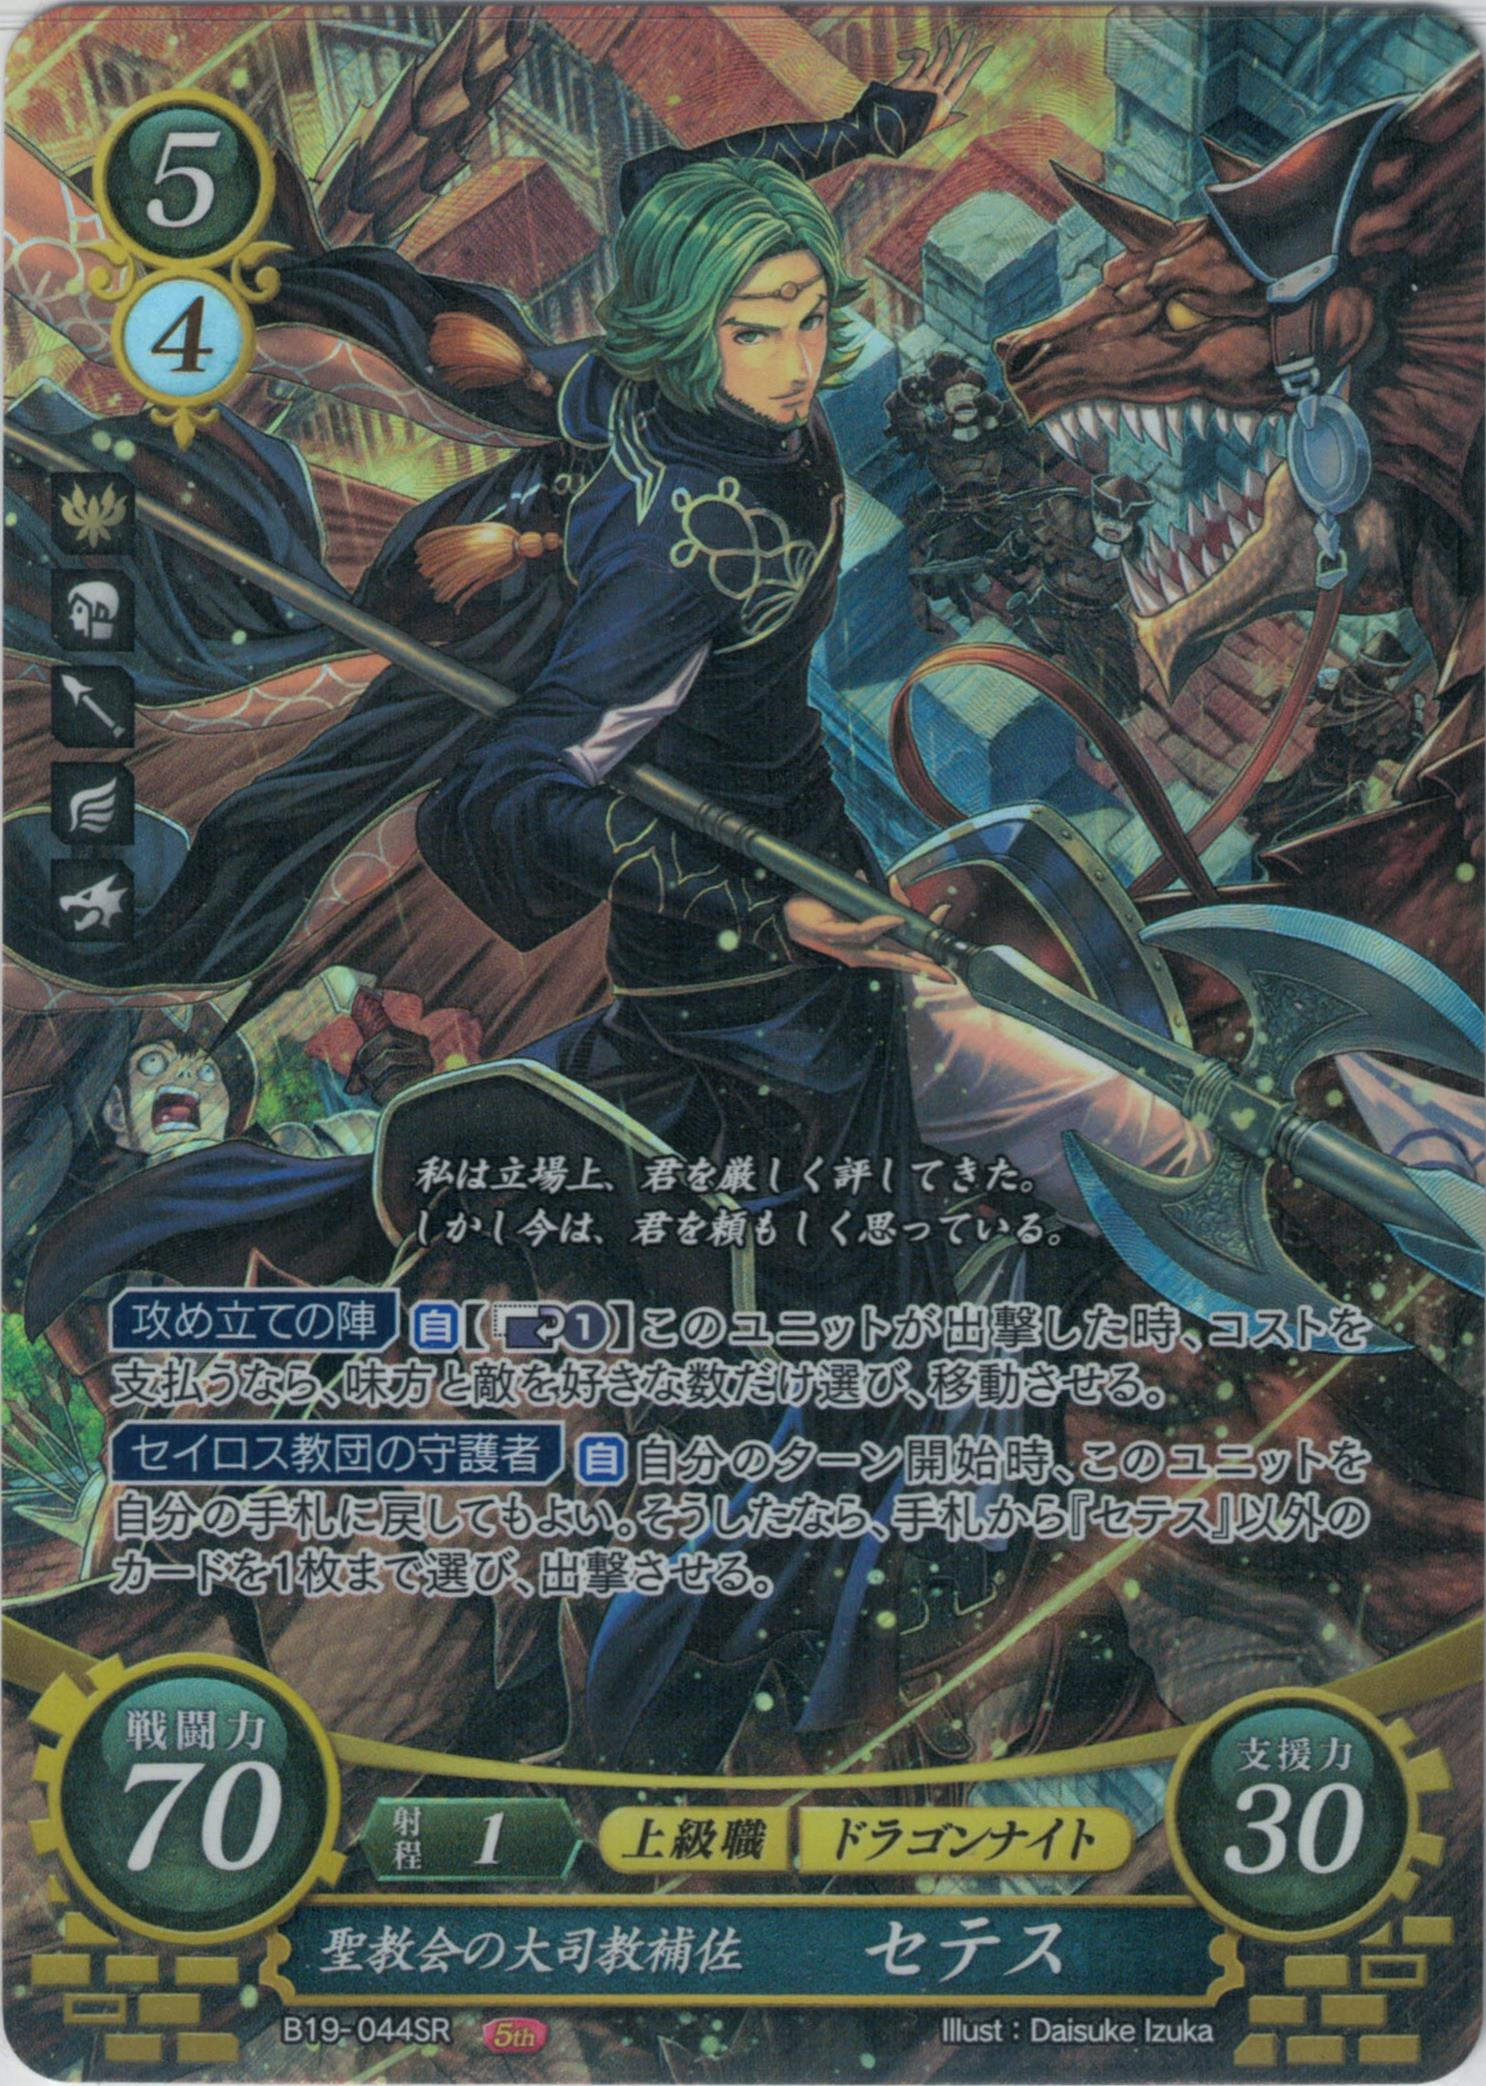 5
4
私は立場上、君を厳しく評してきた。
しかし今は、君を頼もしく思っている。
攻め立ての陣 自【1】このユニットが出撃した時、コストを
支払うなら、味方と敵を好きな数だけ選び、移動させる。
セイロス教団の守護者 自 自分のターン開始時、このユニットを
自分の手札に戻してもよい。そうしたなら、手札から『セテス』以外の
カードを1枚まで選び、出撃させる。
戦闘力
70
射程 1
上級職 ドラゴンナイト
支援力
30
聖教会の大司教補佐 セテス
B19-044SR 5th Illust：Daisuke Izuka